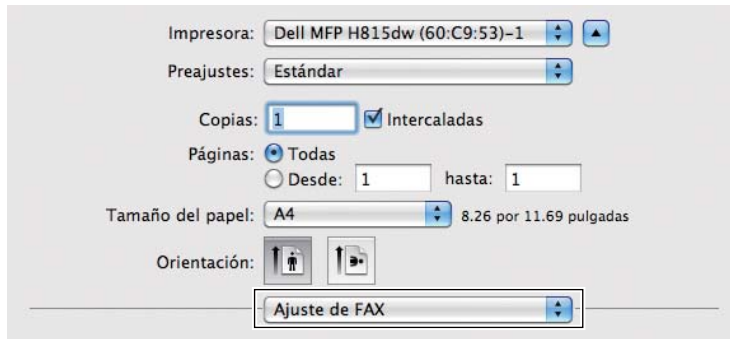 Impresora: Dell MFP H815dw (60:C9:53)-1
Preajustes: Estándar
Copias: 1 Intercaladas
Páginas: Todas
Desde: 1 hasta: 1
Tamaño del papel: A4 8.26 por 11.69 pulgadas
Orientación:
Ajuste de FAX